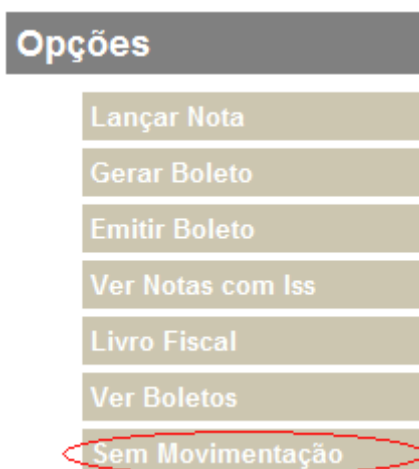 Opções
Lançar Nota
Gerar Boleto
Emitir Boleto
Ver Notas com Iss
Livro Fiscal
Ver Boletos
Sem Movimentação